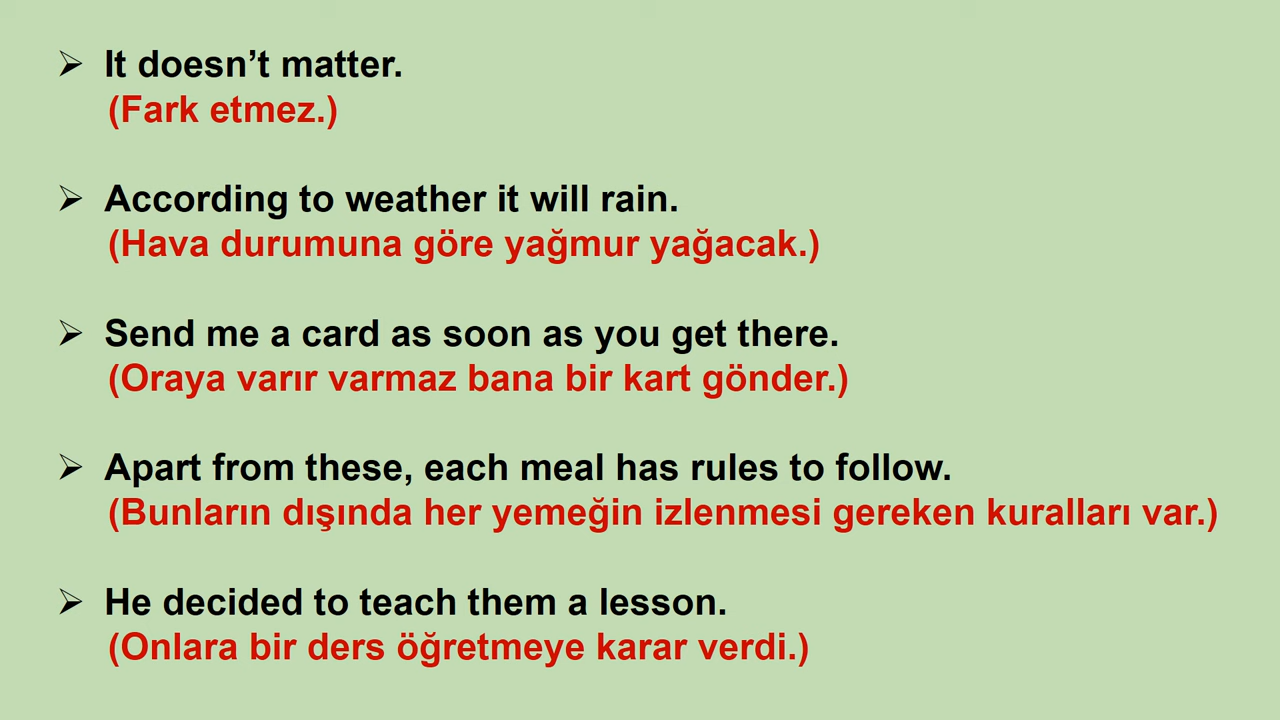 ➢ It doesn’t matter.
(Fark etmez.)
➢ According to weather it will rain.
(Hava durumuna göre yağmur yağacak.)
➢ Send me a card as soon as you get there.
(Oraya varır varmaz bana bir kart gönder.)
➢ Apart from these, each meal has rules to follow.
(Bunların dışında her yemeğin izlenmesi gereken kuralları var.)
➢ He decided to teach them a lesson.
(Onlara bir ders öğretmeye karar verdi.)